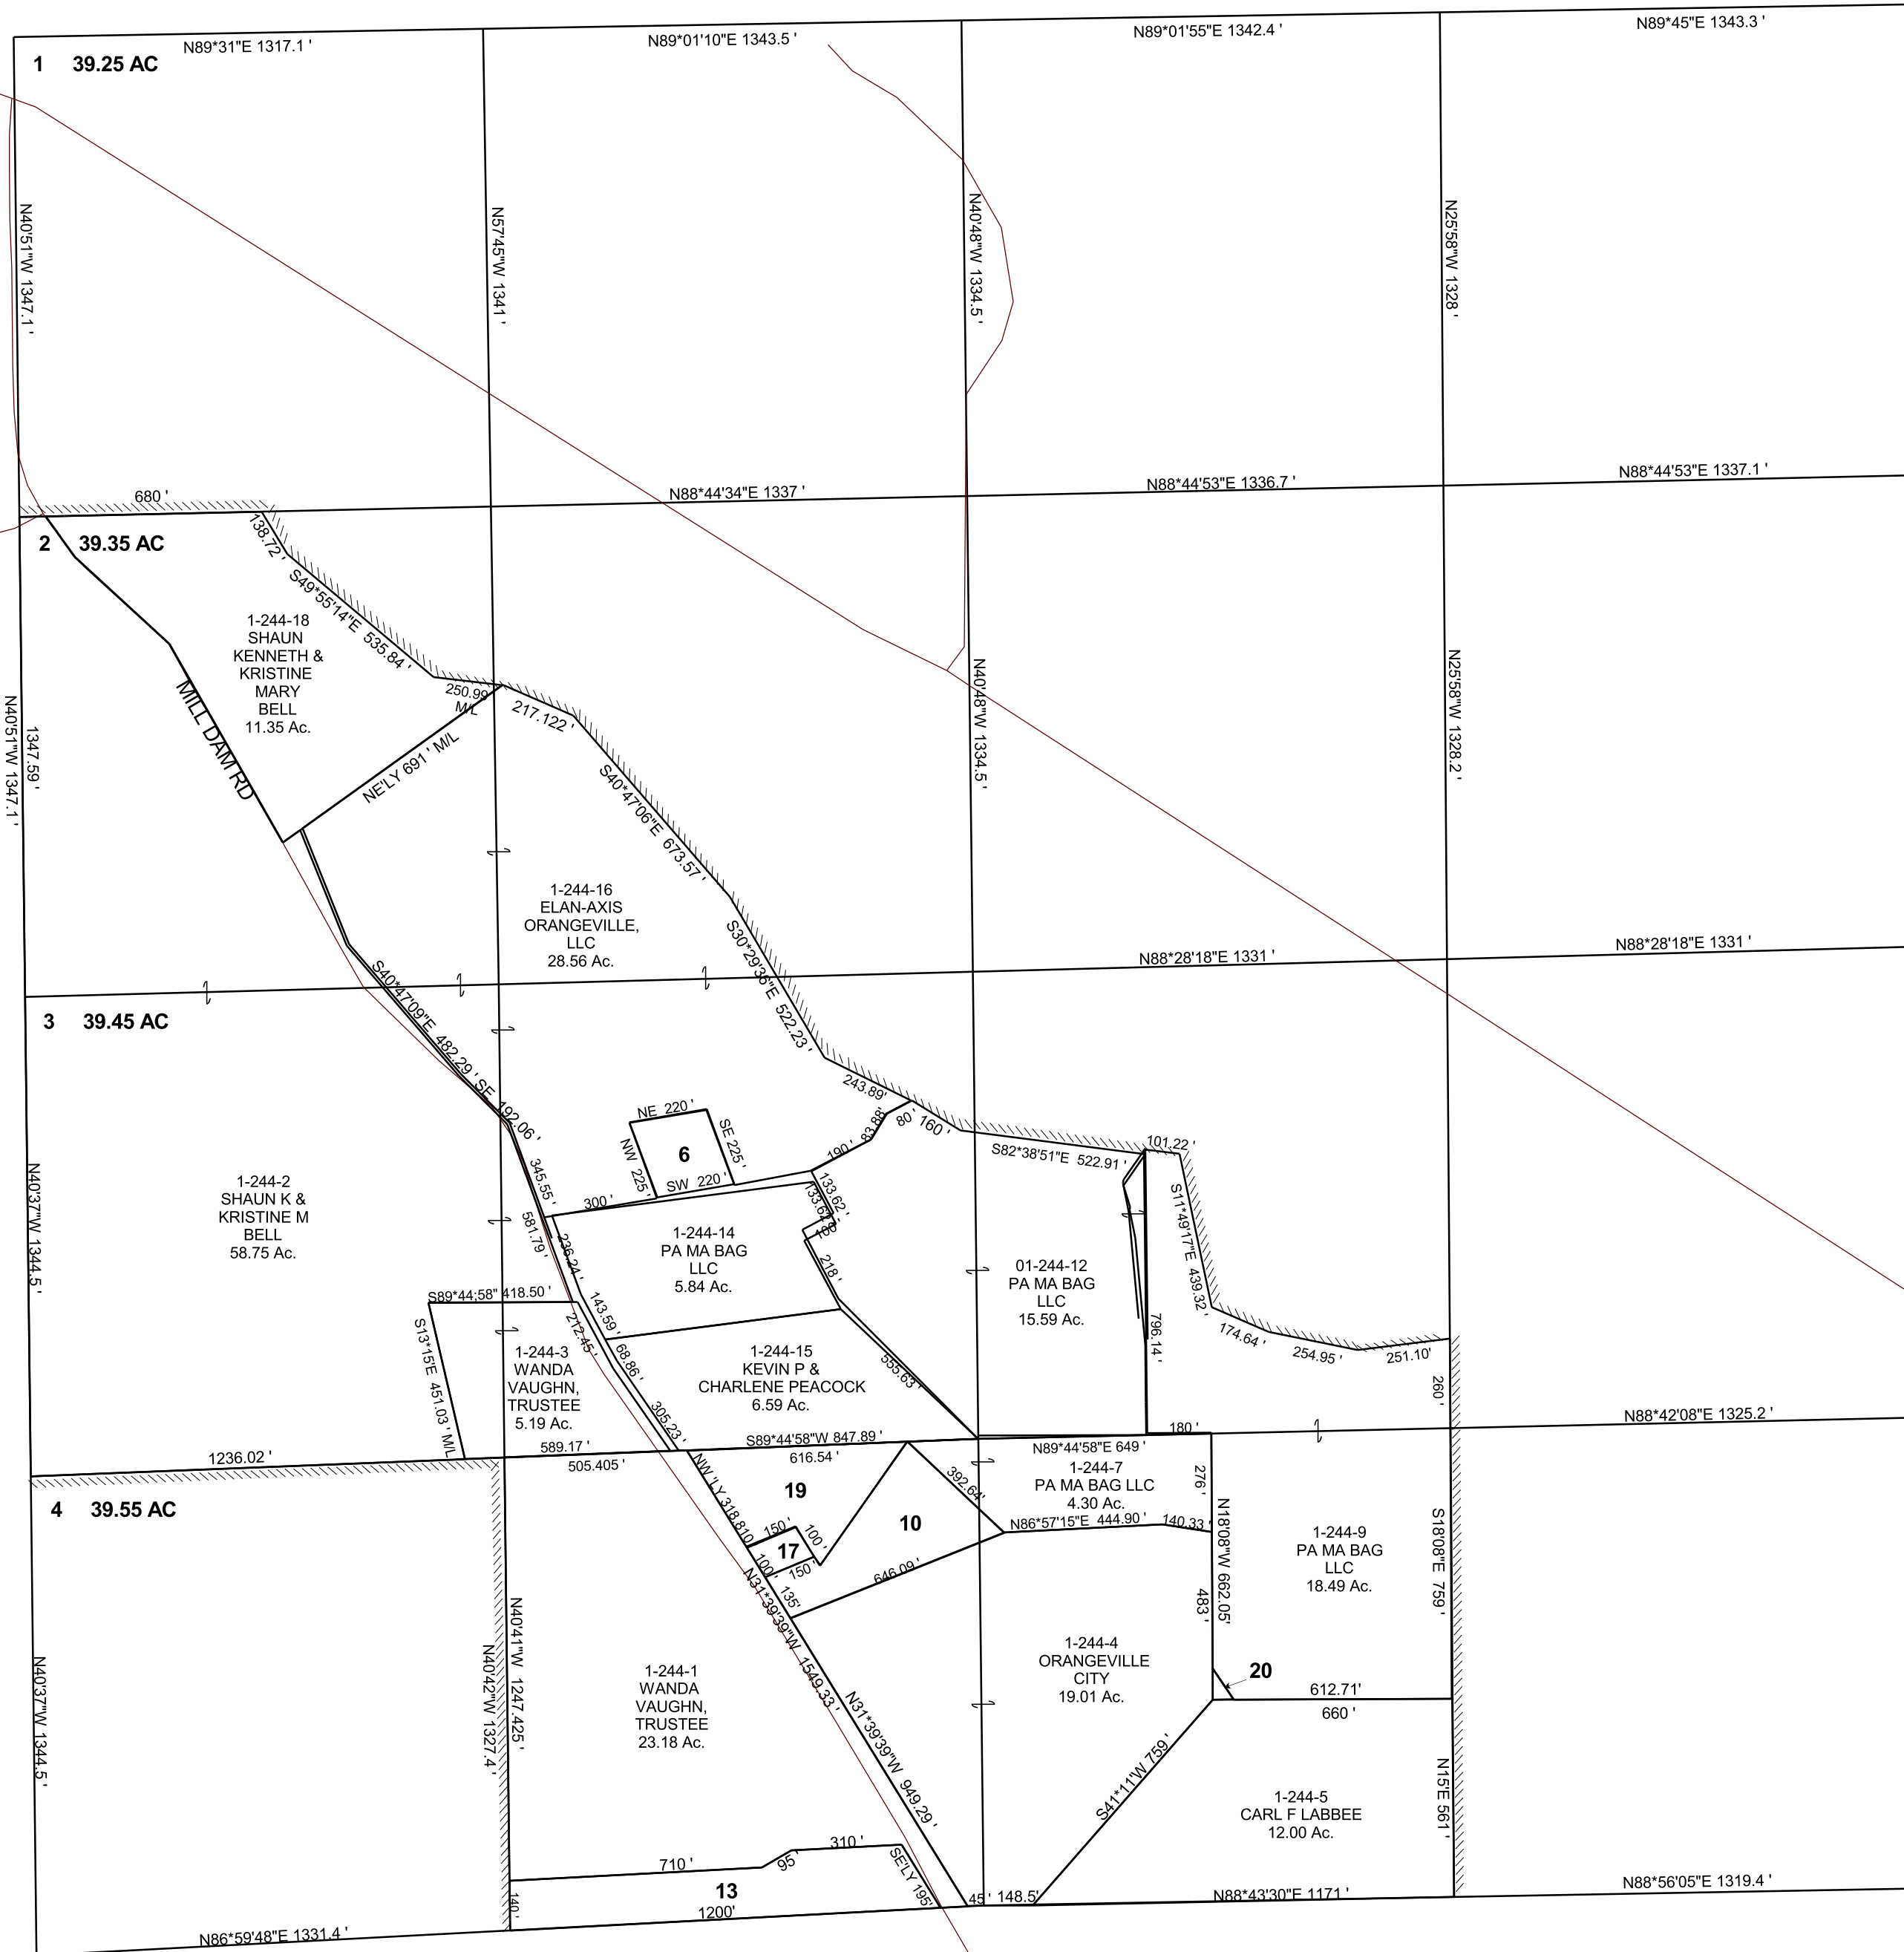 N89*31"E 1317.1 '
N89*01'10"E 1343.5 '
N89*01'55"E 1342.4 '
N89*45"E 1343.3 '
1 39.25 AC
N40'51"W 1347.1 '
N57'45"W 1341 '
N40'48"W 1334.5 '
N25'58"W 1328 '
680 '
N88*44'34"E 1337 '
N88*44'53"E 1336.7 '
N88*44'53"E 1337.1 '
2 39.35 AC
138.72 '
S49*55'14"E 535.84 '
1-244-18
SHAUN
KENNETH &
KRISTINE
MARY
BELL
11.35 Ac.
250.99
M/L
217.122 '
MILL DAM RD
NE'LY 691 ' M/L
N40'51"W 1347.1 '
1347.59 '
N40'48"W 1334.5 '
N25'58"W 1328.2 '
S40*47'06"E 673.57 '
1-244-16
ELAN-AXIS
ORANGEVILLE,
LLC
28.56 Ac.
S30*29'36"E 522.23 '
N88*28'18"E 1331 '
N88*28'18"E 1331 '
3 39.45 AC
S40*47'09"E 482.29 '
SE 192.06 '
243.89'
80'
160 '
83.88'
190'
NE 220 '
NW 225 '
SE 225 '
SW 220 '
6
300 '
S82*38'51"E 522.91 '
101.22 '
S11*49'17"E 439.32 '
174.64 '
254.95 '
251.10'
260 '
N40'37"W 1344.5 '
1-244-2
SHAUN K &
KRISTINE M
BELL
58.75 Ac.
345.55 '
581.79 '
236.24 '
133.62 '
133.62 '
218 '
1-244-14
PA MA BAG
LLC
5.84 Ac.
01-244-12
PA MA BAG
LLC
15.59 Ac.
796.14 '
S89*44;58" 418.50 '
S13*15'E 451.03 ' M/L
212.45 '
143.59 '
68.86 '
305.23 '
1-244-3
WANDA
VAUGHN,
TRUSTEE
5.19 Ac.
1-244-15
KEVIN P &
CHARLENE PEACOCK
6.59 Ac.
555.63'
N88*42'08"E 1325.2 '
1236.02'
589.17 '
505.405 '
S89*44'58"W 847.89 '
616.54 '
N89*44'58"E 649 '
180 '
4 39.55 AC
NW 'LY 318.810
19
392.64'
10
150 '
100 '
17
100 '
150 '
135'
646.09'
1-244-7
PA MA BAG LLC
4.30 Ac.
276 '
N86*57'15"E 444.90 '
140.33 '
N18'08"W 662.05'
483 '
1-244-9
PA MA BAG
LLC
18.49 Ac.
S18'08"E 759 '
N40'37"W 1344.5 '
N40'42"W 1327.4 '
N40'41"W 1247.425 '
1-244-1
WANDA
VAUGHN,
TRUSTEE
23.18 Ac.
N31*39'39"W 1549.33 '
N31*39'39"W 949.29 '
1-244-4
ORANGEVILLE
CITY
19.01 Ac.
20
612.71'
660 '
S41*11'W 759 '
1-244-5
CARL F LABBEE
12.00 Ac.
N15'E 561 '
710 '
95'
310 '
SE'LY 195'
13
140 '
1200'
45 '
148.5'
N88*43'30"E 1171 '
N88*56'05"E 1319.4 '
N86*59'48"E 1331.4 '